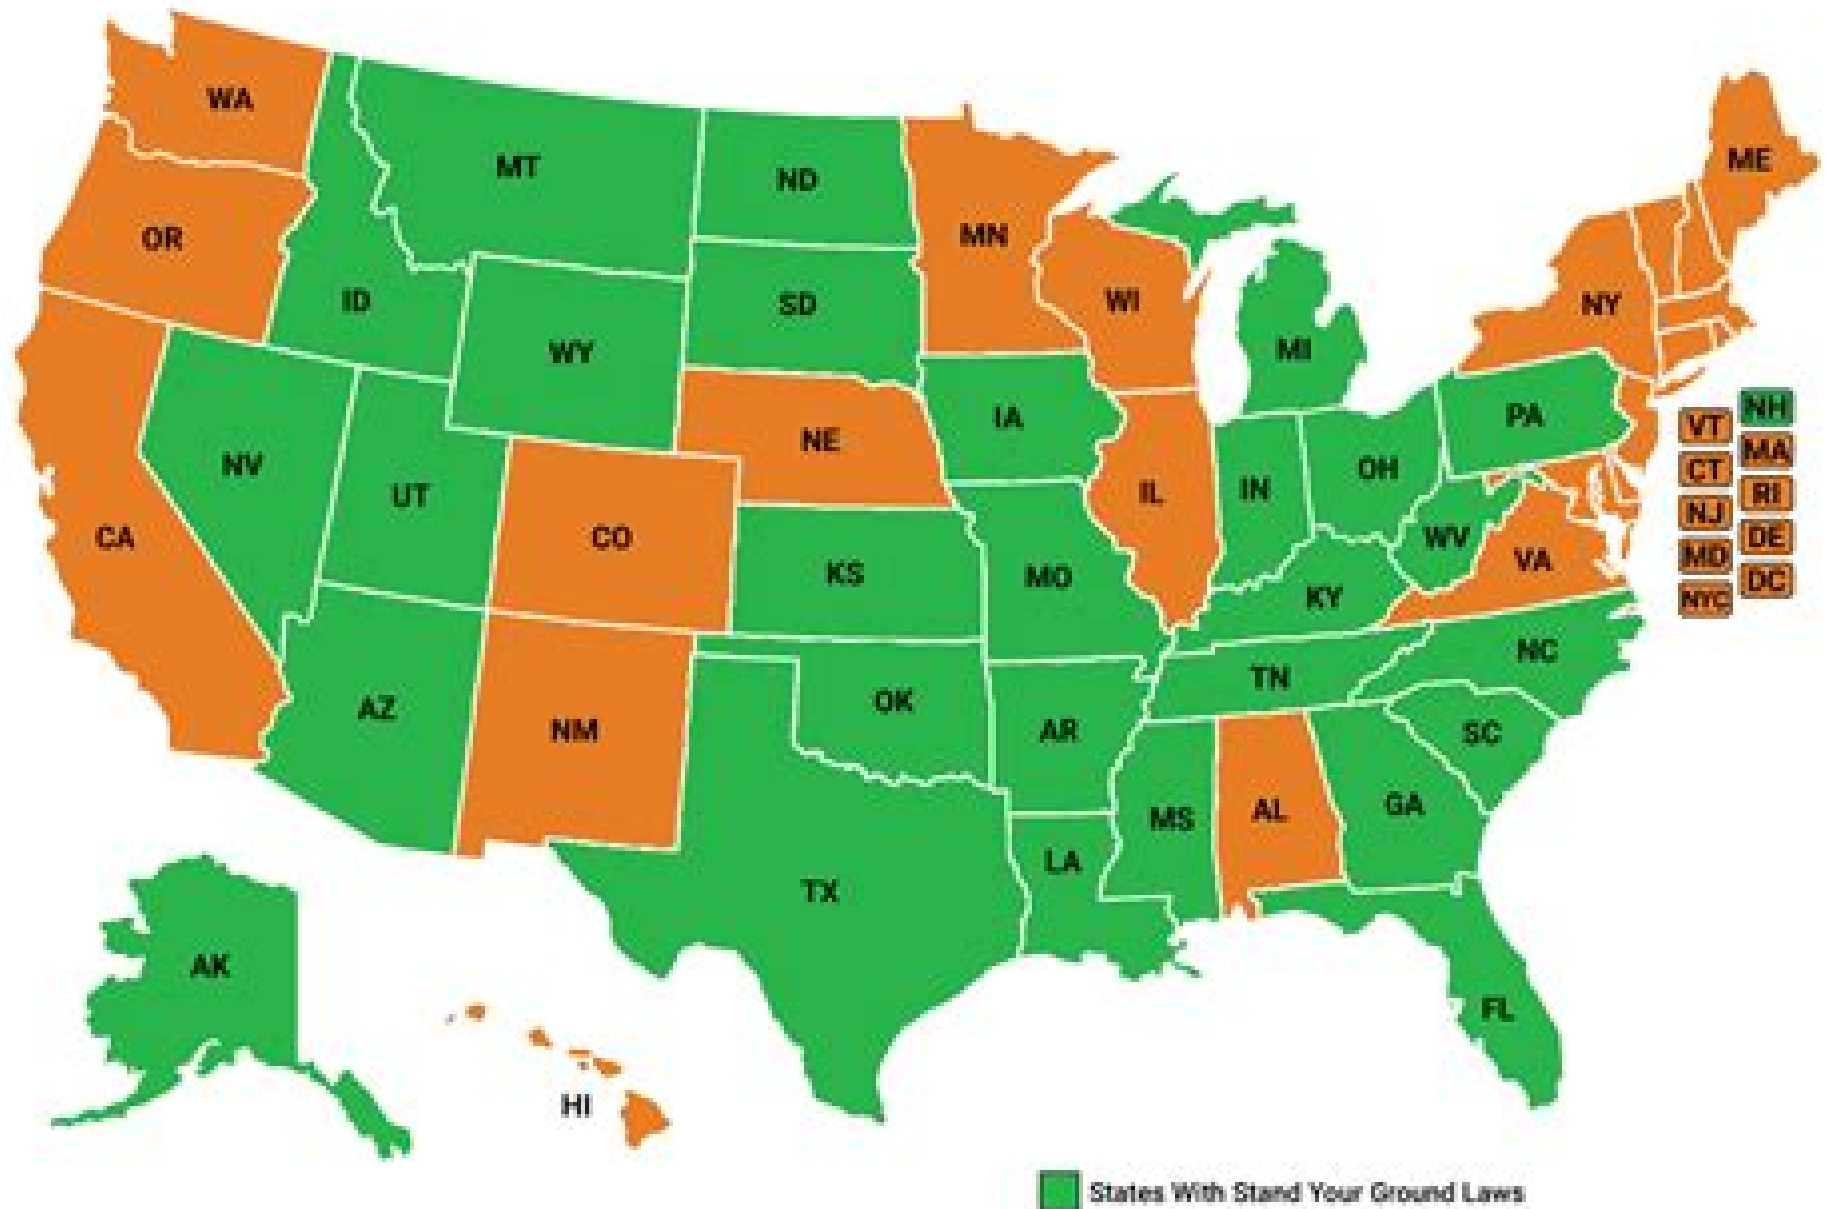 WA
MT
ND
MN
ME
OR
ID
SD
WI
NY
WY
MI
IA
PA
NH
VT
MA
NV
UT
NE
IL
IN
OH
CT
RI
CA
CO
KS
MO
WV
VA
NJ
DE
MD
DC
KY
NYC
NC
TN
AZ
NM
OK
AR
SC
MS
AL
GA
LA
TX
AK
FL
HI
States With Stand Your Ground Laws